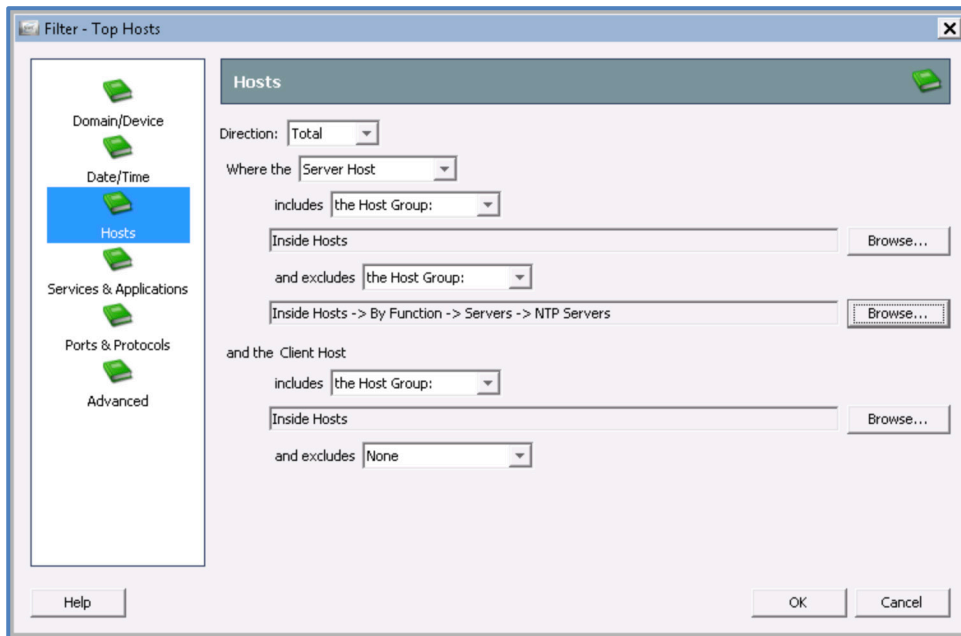 Filter - Top Hosts
Domain/Device
Date/Time
Hosts
Services & Applications
Ports & Protocols
Advanced
Hosts
Direction: Total
Where the Server Host
includes the Host Group:
Inside Hosts Browse...
and excludes the Host Group:
Inside Hosts -> By Function -> Servers -> NTP Servers Browse...
and the Client Host
includes the Host Group:
Inside Hosts Browse...
and excludes None
Help OK Cancel